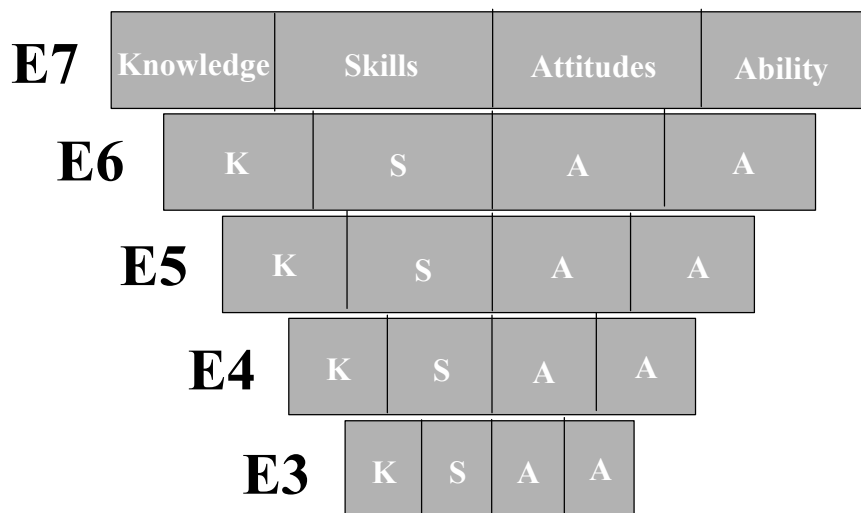 E7 Knowledge Skills Attitudes Ability
E6 K S A A
E5 K S A A
E4 K S A A
E3 K S A A